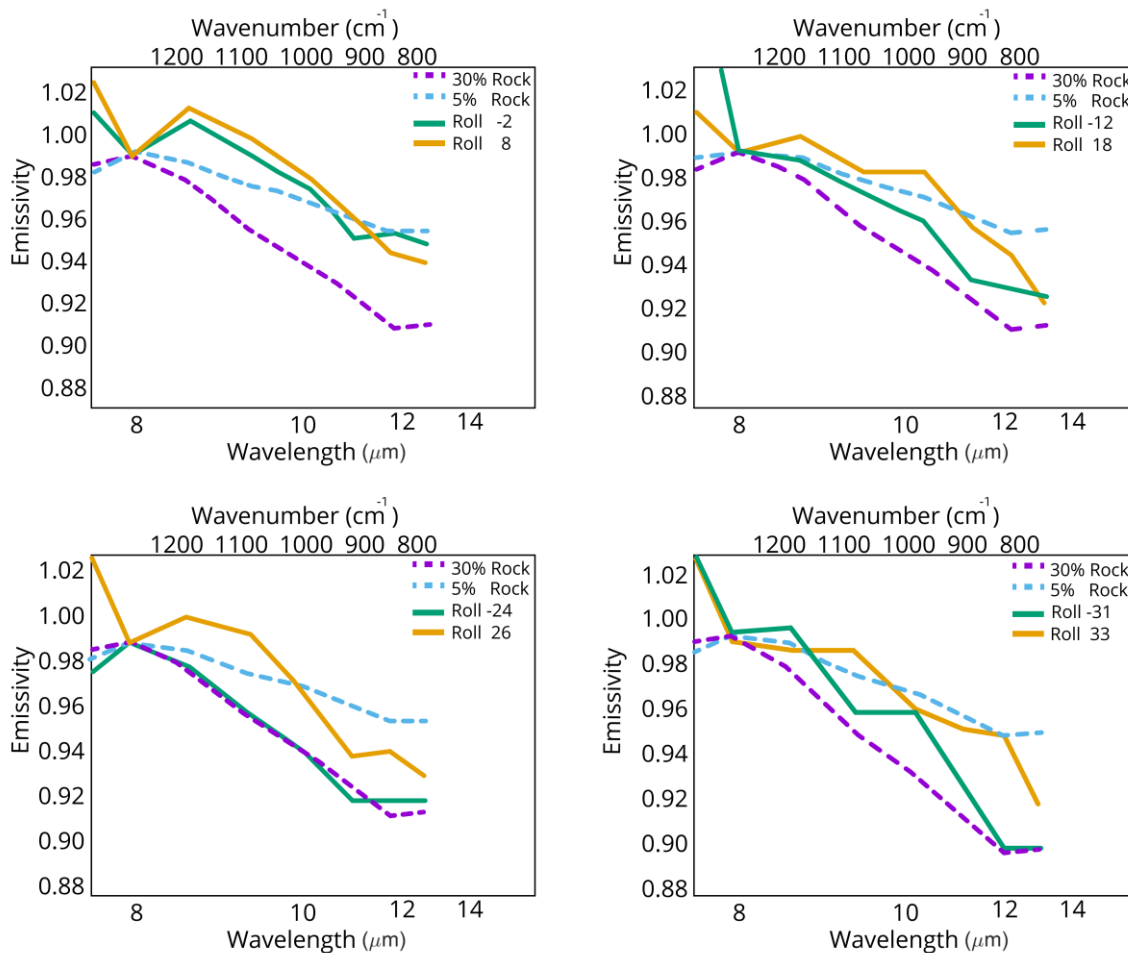 Wavenumber (cm-1)
1200 1100 1000 900 800
30% Rock
5% Rock
Roll -2
Roll 8
1.02
1.00
0.98
0.96
0.94
0.92
0.90
0.88
Emissivity
8 10 12 14
Wavelength (μm)
Wavenumber (cm-1)
1200 1100 1000 900 800
30% Rock
5% Rock
Roll -12
Roll 18
1.02
1.00
0.98
0.96
0.94
0.92
0.90
0.88
Emissivity
8 10 12 14
Wavelength (μm)
Wavenumber (cm-1)
1200 1100 1000 900 800
30% Rock
5% Rock
Roll -24
Roll 26
1.02
1.00
0.98
0.96
0.94
0.92
0.90
0.88
Emissivity
8 10 12 14
Wavelength (μm)
Wavenumber (cm-1)
1200 1100 1000 900 800
30% Rock
5% Rock
Roll -31
Roll 33
1.02
1.00
0.98
0.96
0.94
0.92
0.90
0.88
Emissivity
8 10 12 14
Wavelength (μm)